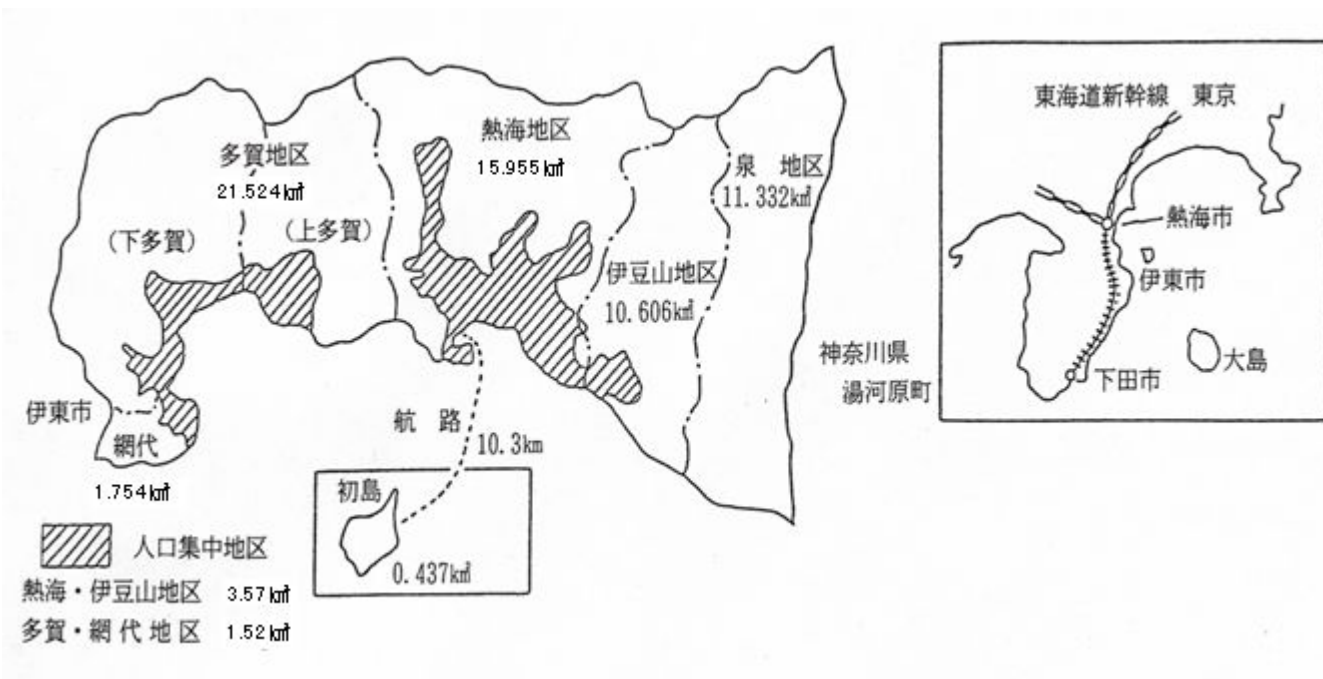 多賀地区
21.524㎢
(下多賀)
(上多賀)
熱海地区
15.955㎢
伊豆山地区
10.606㎢
泉 地区
11.332㎢
神奈川県
湯河原町
伊東市
網代
1.754㎢
航 路
10.3km
初島
0.437㎢
人口集中地区
熱海・伊豆山地区 3.57㎢
多賀・網代地区 1.52㎢
東海道新幹線 東京
熱海市
伊東市
大島
下田市